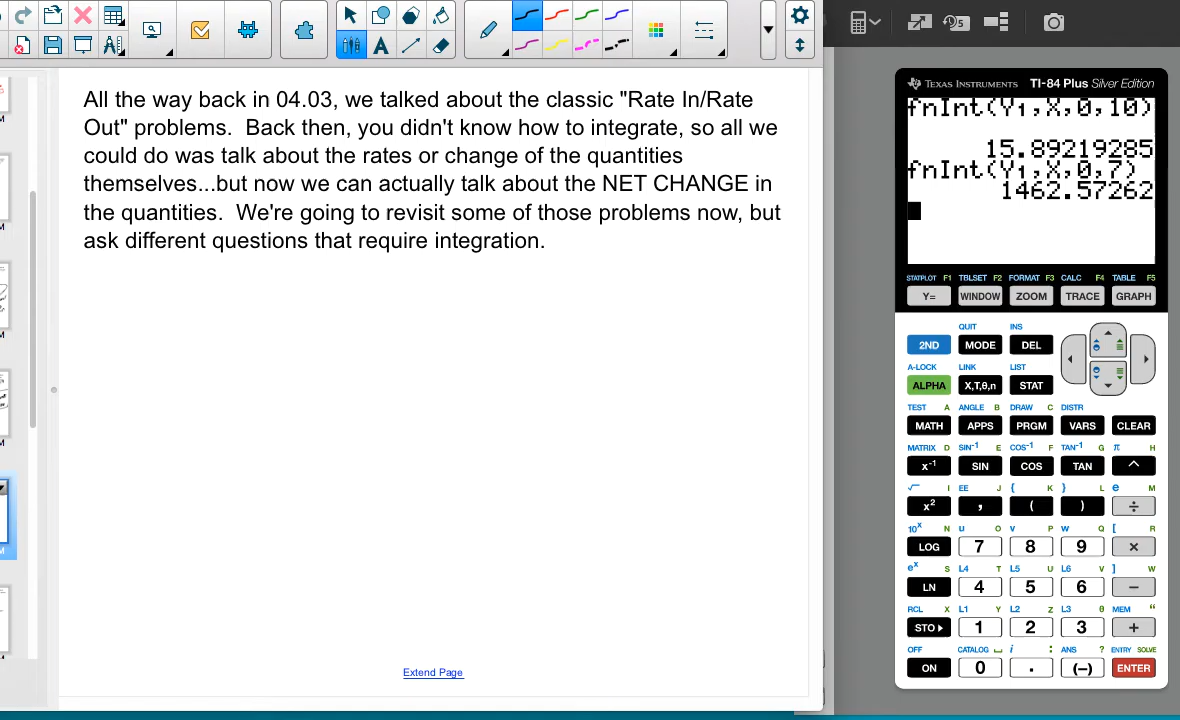 All the way back in 04.03, we talked about the classic "Rate In/Rate
Out" problems.  Back then, you didn't know how to integrate, so all we
could do was talk about the rates or change of the quantities
themselves...but now we can actually talk about the NET CHANGE in
the quantities.  We're going to revisit some of those problems now, but
ask different questions that require integration.
Extend Page
TEXAS INSTRUMENTS TI-84 Plus Silver Edition
fnInt(Y₁,X,0,10)
15.89219285
fnInt(Y₁,X,0,7)
1462.57262
STATPLOT F1 TBLSET F2 FORMAT F3 CALC F4 TABLE F5
Y= WINDOW ZOOM TRACE GRAPH
QUIT INS
2ND MODE DEL
A-LOCK LINK LIST
ALPHA X,T,θ,n STAT
TEST A ANGLE B DRAW C DISTR
MATH APPS PRGM VARS CLEAR
MATRIX D SIN⁻¹ E COS⁻¹ F TAN⁻¹ G π H
x⁻¹ SIN COS TAN ^
√ I EE J { K } L e M
x² , ( ) ÷
10ˣ N u O v P w Q [ R
LOG 7 8 9 ×
eˣ S L4 T L5 U L6 V ] W
LN 4 5 6 −
RCL X L1 Y L2 Z L3 θ MEM "
STO▶ 1 2 3 +
OFF CATALOG i : ANS ? ENTRY SOLVE
ON 0 . (−) ENTER